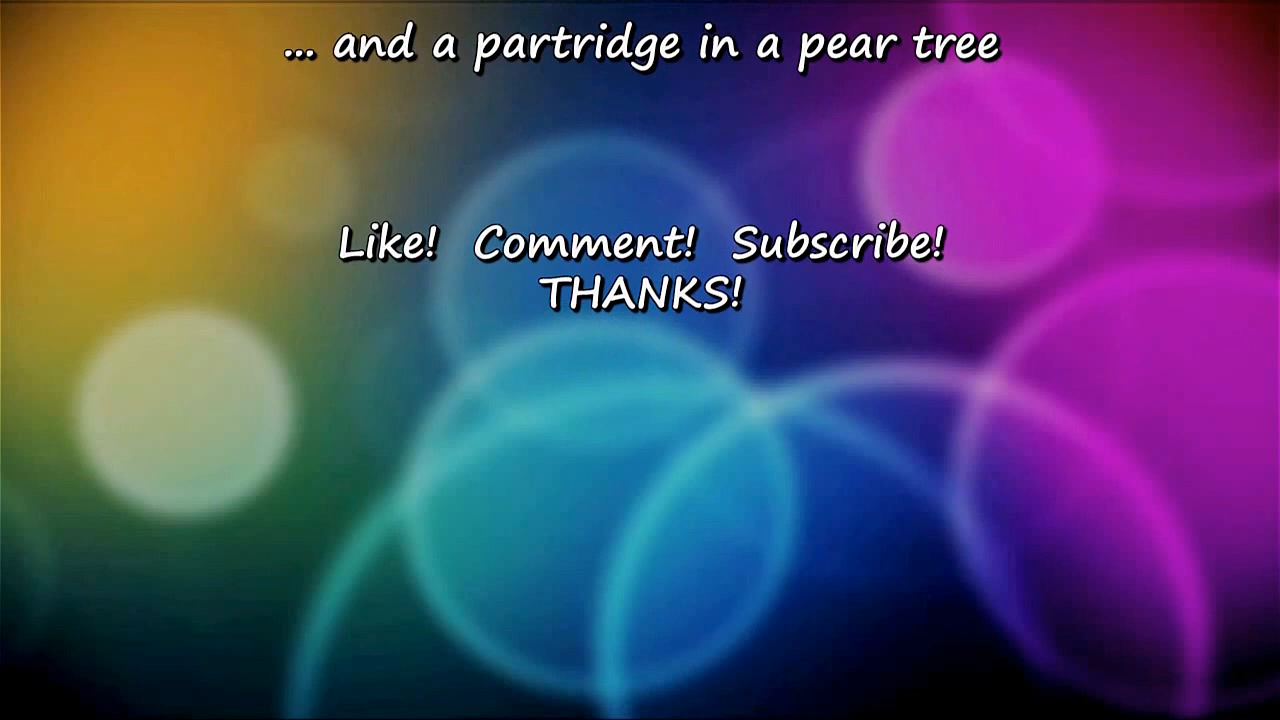 ... and a partridge in a pear tree
Like! Comment! Subscribe!
THANKS!